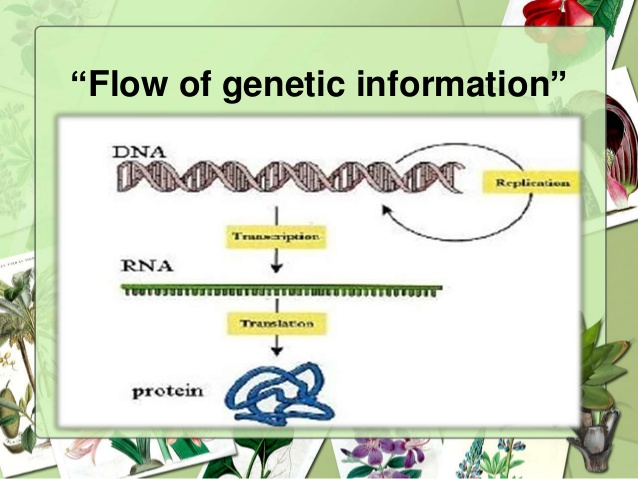 “Flow of genetic information”
DNA
Replication
Transcription
RNA
Translation
protein